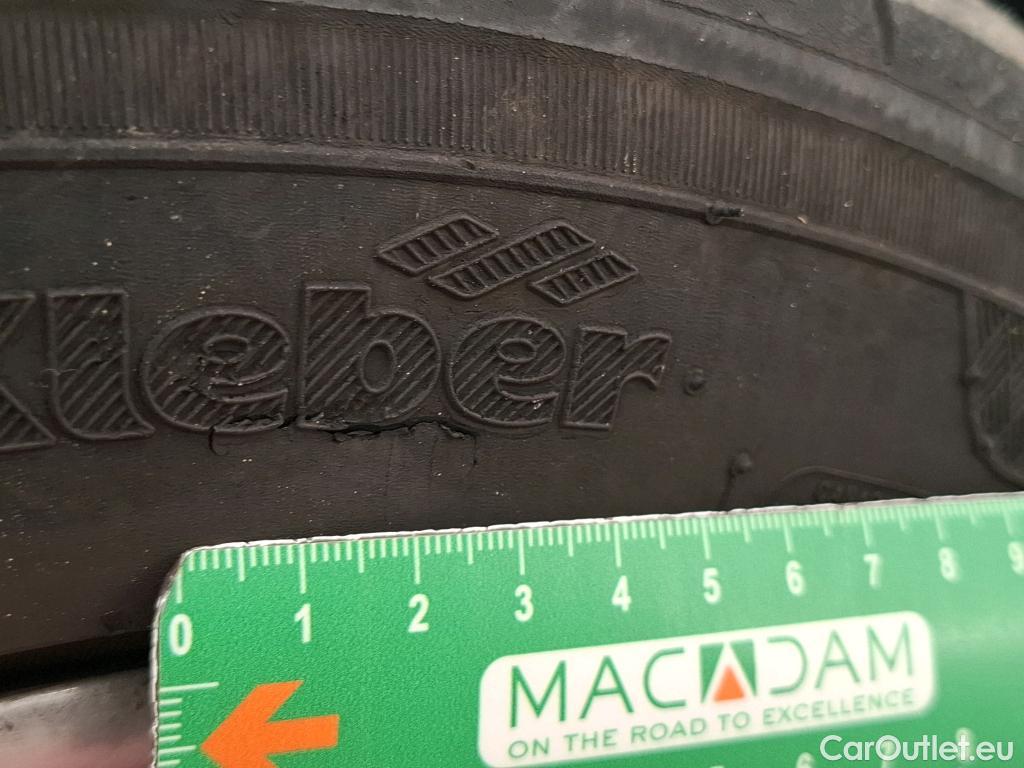 Kleber
0 1 2 3 4 5 6 7 8 9
MACADAM
ON THE ROAD TO EXCELLENCE
6
CarOutlet.eu